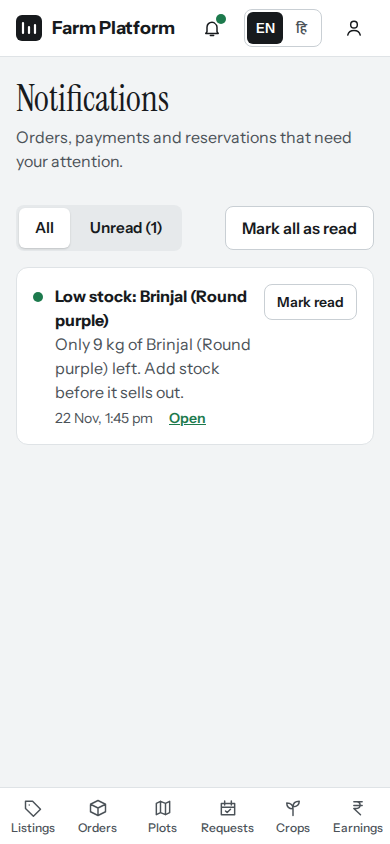 Farm Platform
EN
हि
Notifications
Orders, payments and reservations that need
your attention.
All
Unread (1)
Mark all as read
Low stock: Brinjal (Round
purple)
Mark read
Only 9 kg of Brinjal (Round
purple) left. Add stock
before it sells out.
22 Nov, 1:45 pm
Open
Listings
Orders
Plots
Requests
Crops
Earnings